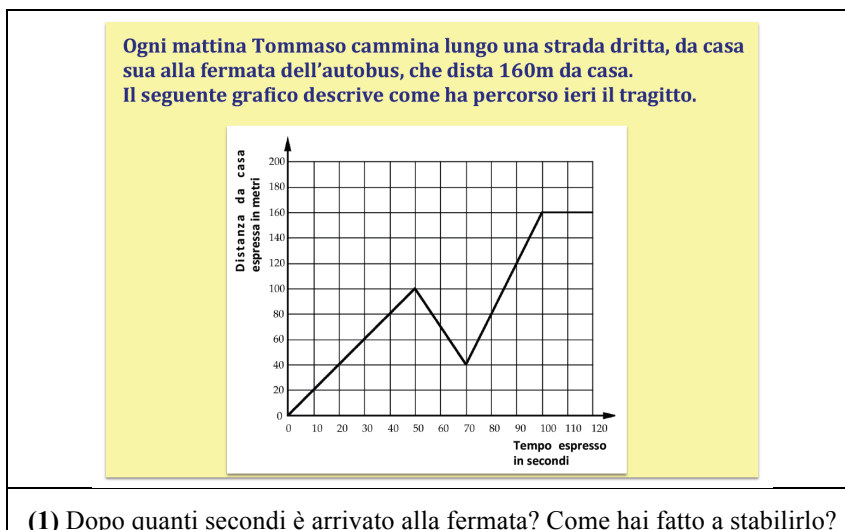 Ogni mattina Tommaso cammina lungo una strada dritta, da casa
sua alla fermata dell'autobus, che dista 160m da casa.
Il seguente grafico descrive come ha percorso ieri il tragitto.
Distanza da casa
espressa in metri
200
180
160
140
120
100
80
60
40
20
0
0 10 20 30 40 50 60 70 80 90 100 110 120
Tempo espresso
in secondi
(1) Dopo quanti secondi è arrivato alla fermata? Come hai fatto a stabilirlo?